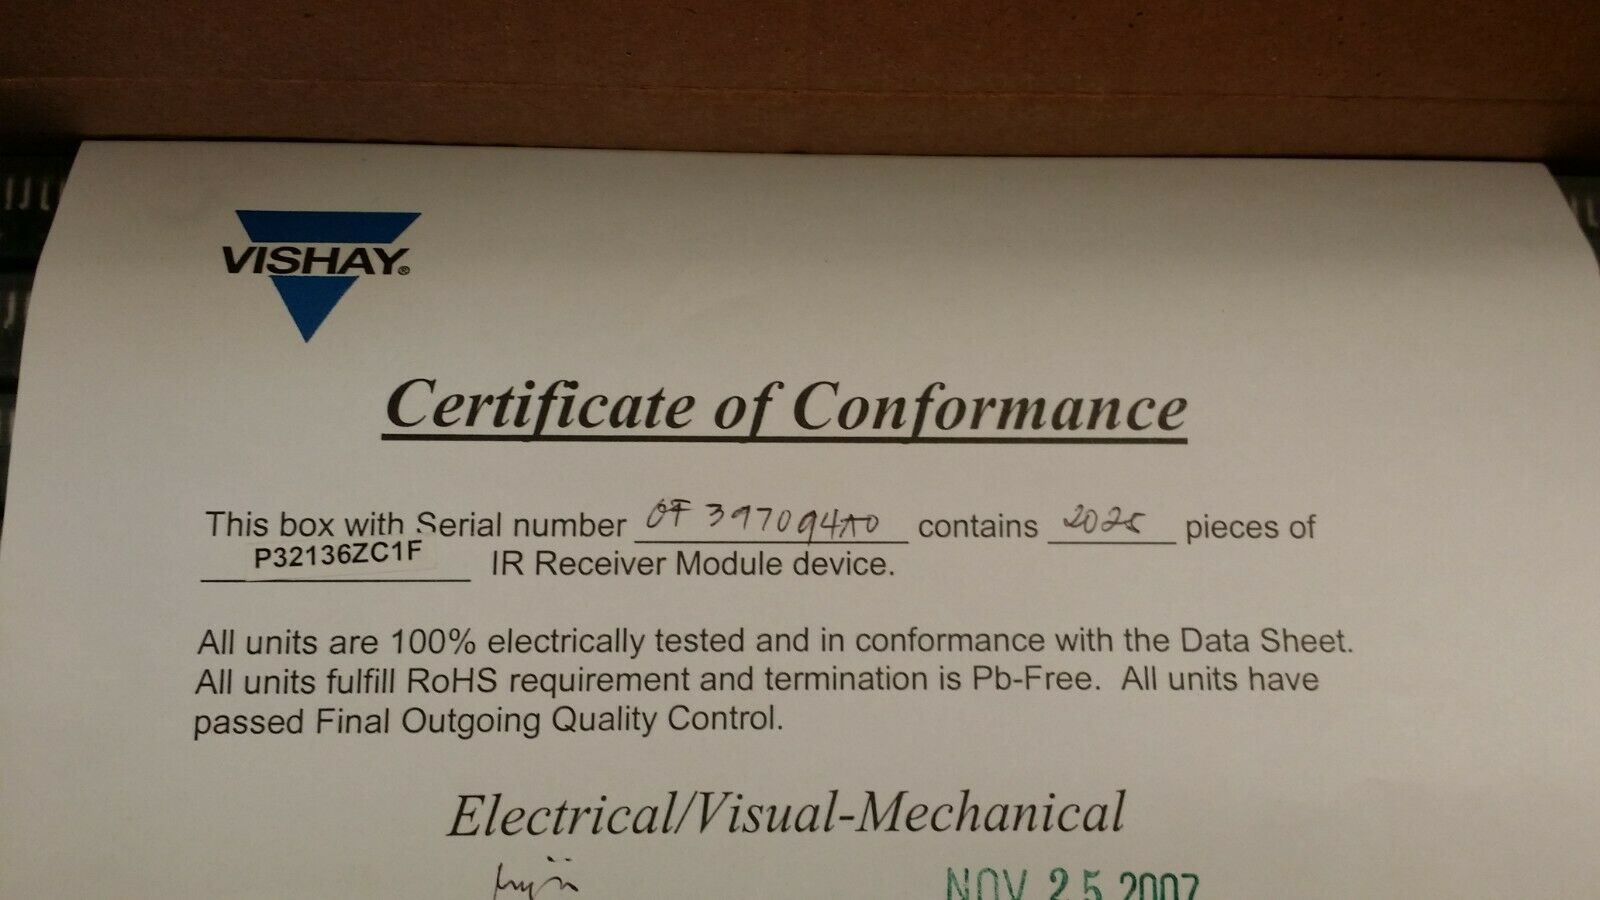 VISHAY®
Certificate of Conformance
This box with Serial number OF397094A0 contains 2025 pieces of
P32136ZC1F IR Receiver Module device.
All units are 100% electrically tested and in conformance with the Data Sheet.
All units fulfill RoHS requirement and termination is Pb-Free. All units have
passed Final Outgoing Quality Control.
Electrical/Visual-Mechanical
NOV 25 2007